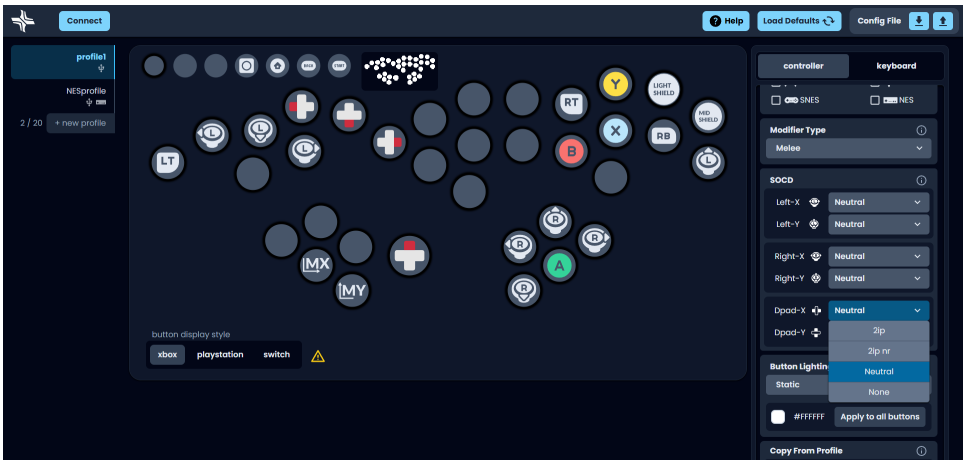 Connect
Help
Load Defaults
Config File
profile1
NESprofile
2 / 20
+ new profile
BACK
START
LT
L
L
L
RT
Y
LIGHT SHIELD
MID SHIELD
X
RB
B
L
MX
MY
R
R
R
A
R
button display style
xbox
playstation
switch
controller
keyboard
SNES
NES
Modifier Type
Melee
SOCD
Left-X
Neutral
Left-Y
Neutral
Right-X
Neutral
Right-Y
Neutral
Dpad-X
Neutral
Dpad-Y
2ip
2ip nr
Neutral
None
Button Lighting
Static
#FFFFFF
Apply to all buttons
Copy From Profile